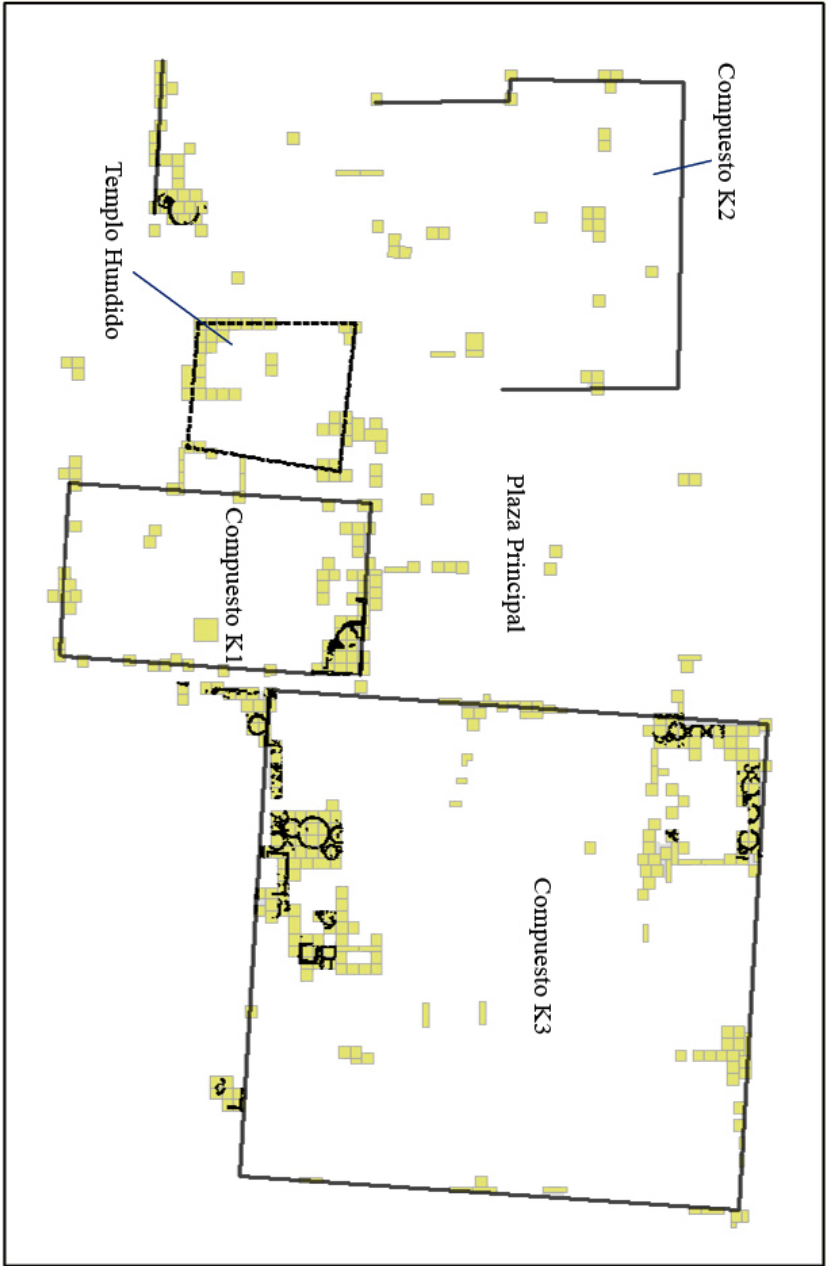 Compuesto K2
Templo Hundido
Plaza Principal
Compuesto K1
Compuesto K3